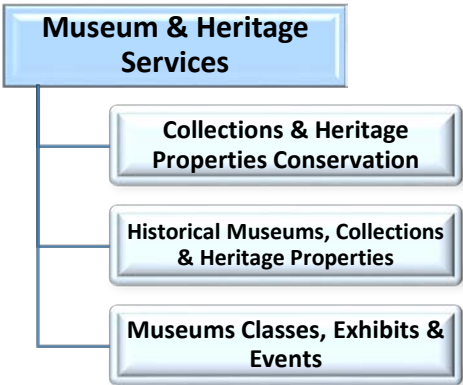 Museum & Heritage
Services
Collections & Heritage
Properties Conservation
Historical Museums, Collections
& Heritage Properties
Museums Classes, Exhibits &
Events